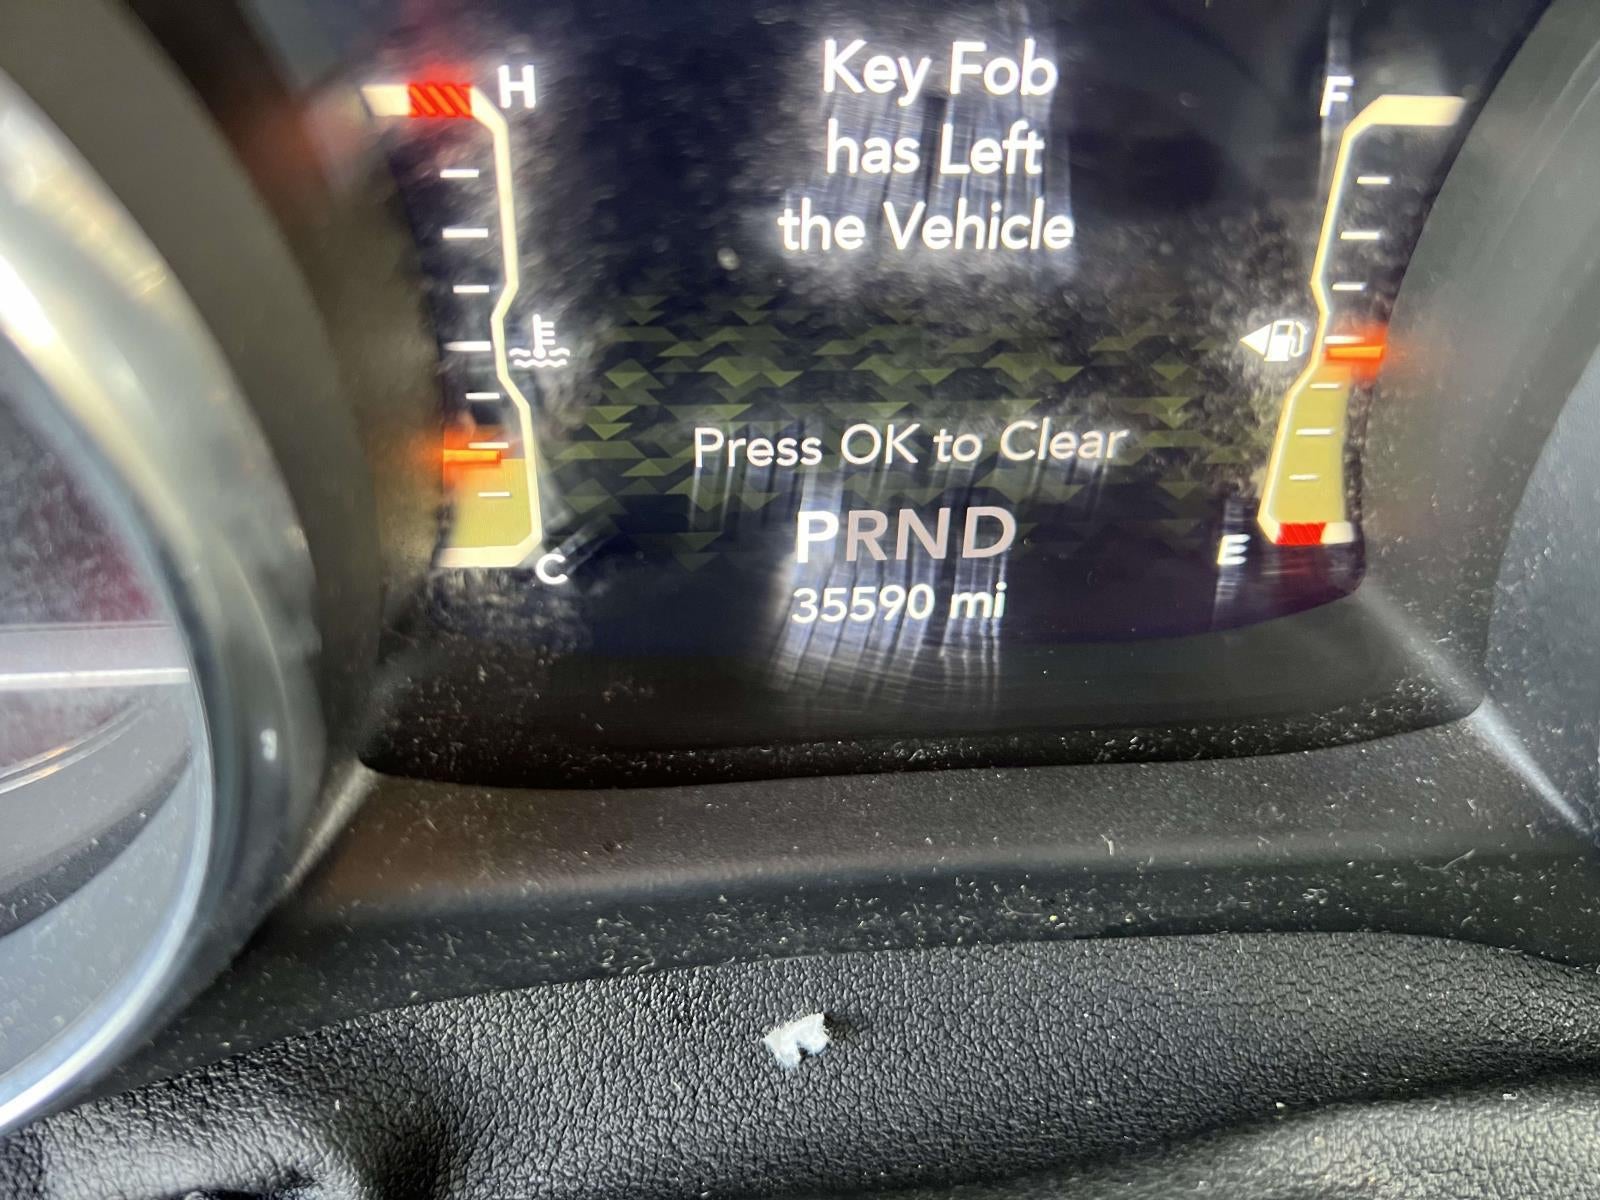 H
Key Fob
has Left
the Vehicle
F
Press OK to Clear
PRND
35590 mi
C
E